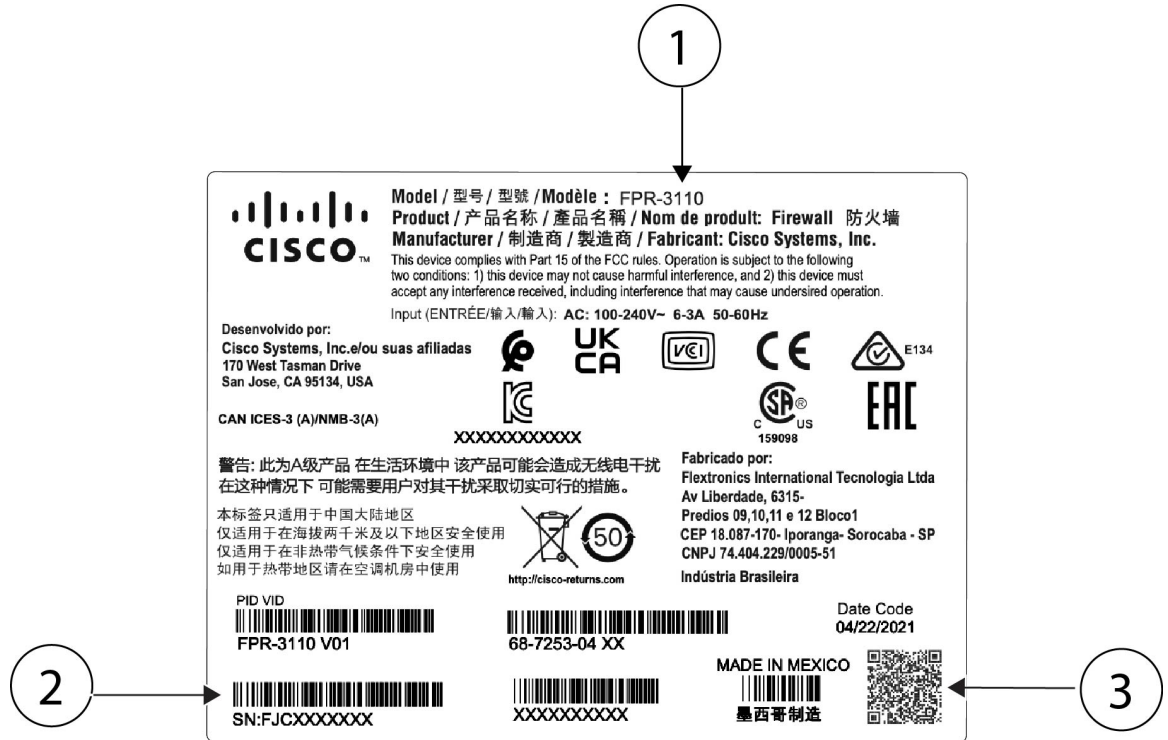 1
Model / 型号 / 型號 /Modèle : FPR-3110
Product / 产品名称 / 產品名稱 / Nom de prodult: Firewall 防火墙
Manufacturer / 制造商 / 製造商 / Fabricant: Cisco Systems, Inc.
CISCO™
This device complies with Part 15 of the FCC rules. Operation is subject to the following
two conditions: 1) this device may not cause harmful interference, and 2) this device must
accept any interference received, including interference that may cause undersired operation.
Input (ENTRÉE/输入/輸入): AC: 100-240V~ 6-3A 50-60Hz
Desenvolvido por:
Cisco Systems, Inc.e/ou suas afiliadas
170 West Tasman Drive
San Jose, CA 95134, USA
UK
CA
VCI
CE
E134
CAN ICES-3 (A)/NMB-3(A)
KC
XXXXXXXXXXXX
C SA ® US
159098
EAC
警告: 此为A级产品 在生活环境中 该产品可能会造成无线电干扰
在这种情况下 可能需要用户对其干扰采取切实可行的措施。
Fabricado por:
Flextronics International Tecnologia Ltda
Av Liberdade, 6315-
Predios 09,10,11 e 12 Bloco1
CEP 18.087-170- Iporanga- Sorocaba - SP
CNPJ 74.404.229/0005-51
Indústria Brasileira
本标签只适用于中国大陆地区
仅适用于在海拔两千米及以下地区安全使用
仅适用于在非热带气候条件下安全使用
如用于热带地区请在空调机房中使用
50
http://cisco-returns.com
PID VID
FPR-3110 V01
68-7253-04 XX
Date Code
04/22/2021
2
SN:FJCXXXXXXX
XXXXXXXXXX
MADE IN MEXICO
墨西哥制造
3